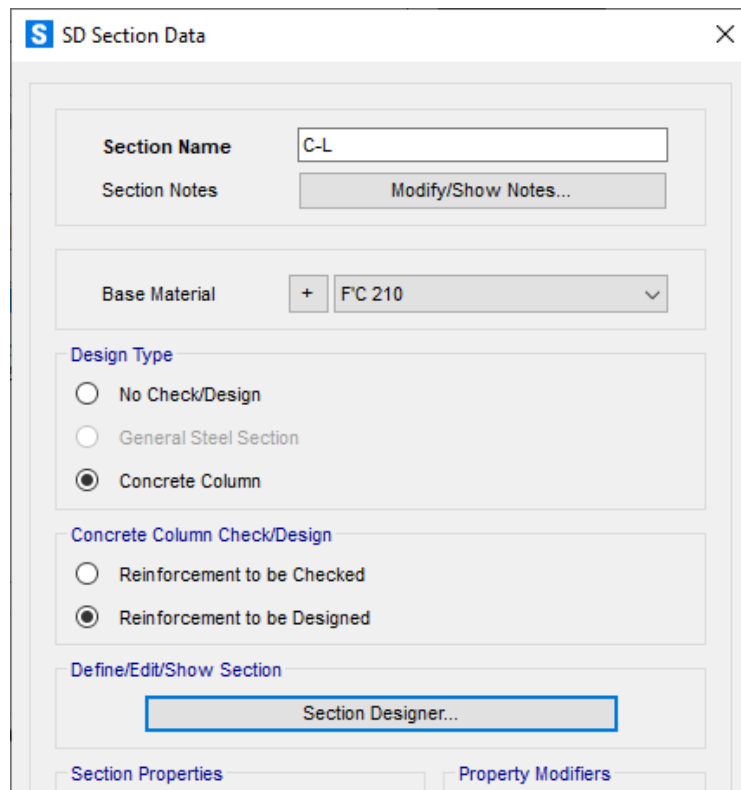 S SD Section Data
Section Name C-L
Section Notes Modify/Show Notes...
Base Material + F'C 210
Design Type
No Check/Design
General Steel Section
Concrete Column
Concrete Column Check/Design
Reinforcement to be Checked
Reinforcement to be Designed
Define/Edit/Show Section
Section Designer...
Section Properties Property Modifiers